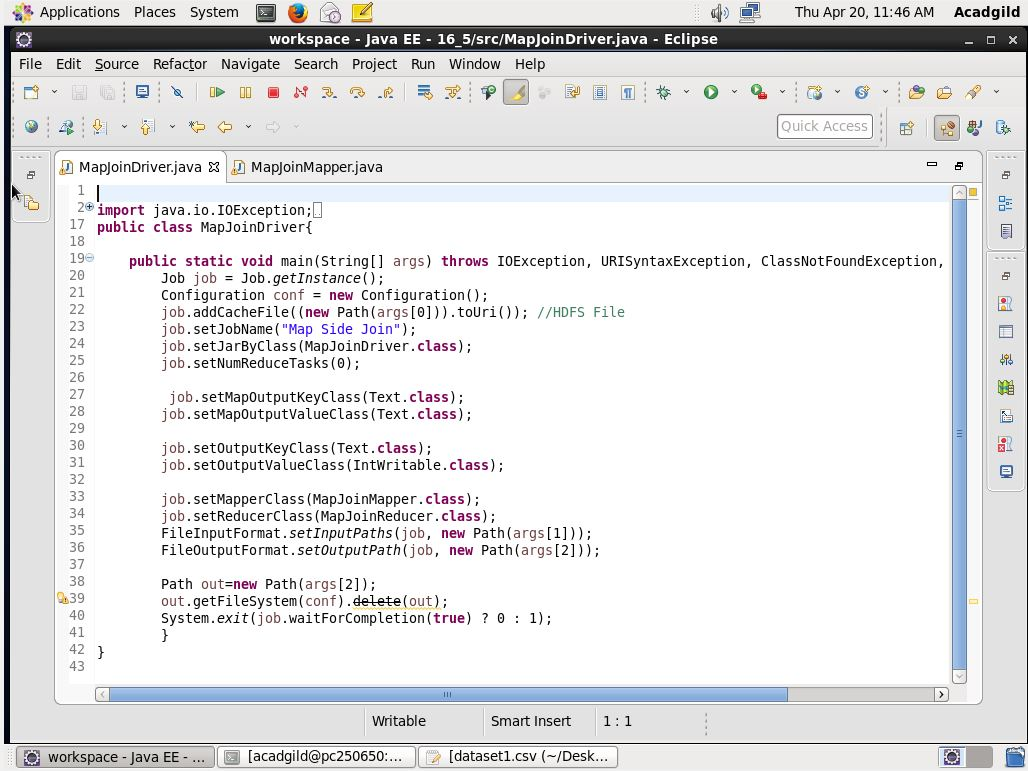 Applications Places System Thu Apr 20, 11:46 AM Acadgild
workspace - Java EE - 16_5/src/MapJoinDriver.java - Eclipse
File Edit Source Refactor Navigate Search Project Run Window Help
Quick Access
MapJoinDriver.java MapJoinMapper.java
1
2 import java.io.IOException;
17 public class MapJoinDriver{
18
19 public static void main(String[] args) throws IOException, URISyntaxException, ClassNotFoundException,
20 Job job = Job.getInstance();
21 Configuration conf = new Configuration();
22 job.addCacheFile((new Path(args[0])).toUri()); //HDFS File
23 job.setJobName("Map Side Join");
24 job.setJarByClass(MapJoinDriver.class);
25 job.setNumReduceTasks(0);
26
27 job.setMapOutputKeyClass(Text.class);
28 job.setMapOutputValueClass(Text.class);
29
30 job.setOutputKeyClass(Text.class);
31 job.setOutputValueClass(IntWritable.class);
32
33 job.setMapperClass(MapJoinMapper.class);
34 job.setReducerClass(MapJoinReducer.class);
35 FileInputFormat.setInputPaths(job, new Path(args[1]));
36 FileOutputFormat.setOutputPath(job, new Path(args[2]));
37
38 Path out=new Path(args[2]);
39 out.getFileSystem(conf).delete(out);
40 System.exit(job.waitForCompletion(true) ? 0 : 1);
41 }
42 }
43
Writable Smart Insert 1 : 1
workspace - Java EE - ... [acadgild@pc250650:... [dataset1.csv (~/Desk...